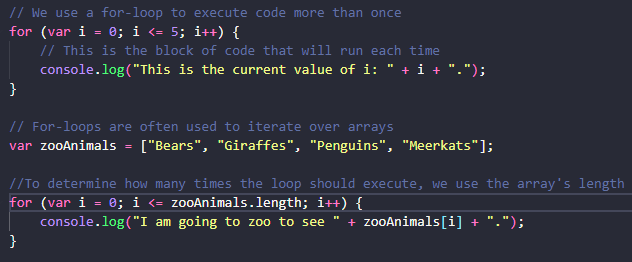 // We use a for-loop to execute code more than once
for (var i = 0; i <= 5; i++) {
    // This is the block of code that will run each time
    console.log("This is the current value of i: " + i + ".");
}

// For-loops are often used to iterate over arrays
var zooAnimals = ["Bears", "Giraffes", "Penguins", "Meerkats"];

//To determine how many times the loop should execute, we use the array's length
for (var i = 0; i <= zooAnimals.length; i++) {
    console.log("I am going to zoo to see " + zooAnimals[i] + ".");
}